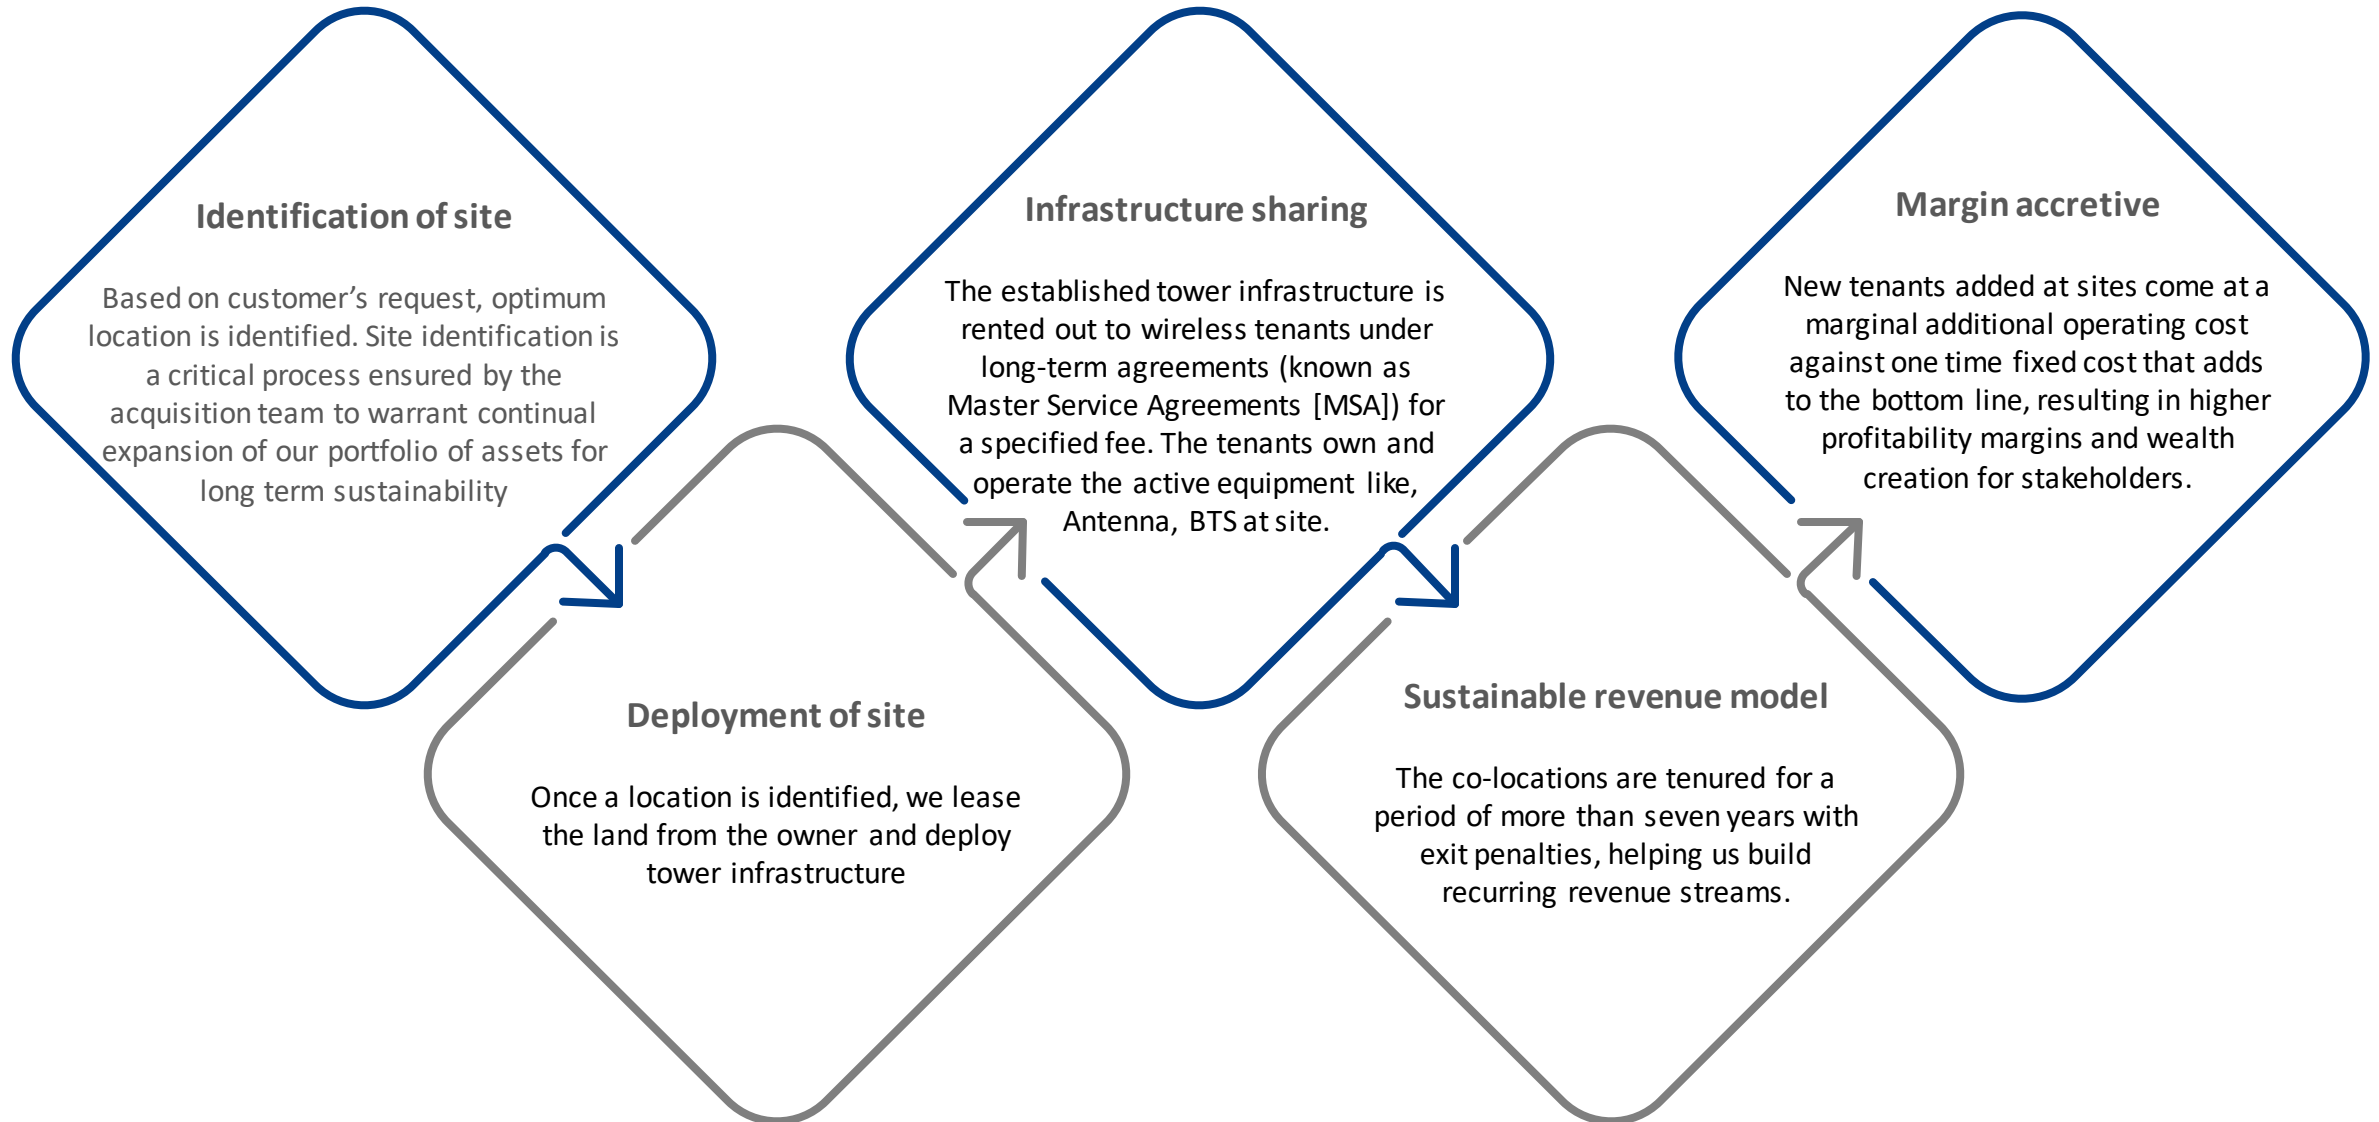 Identification of site
Based on customer’s request, optimum
location is identified. Site identification is
a critical process ensured by the
acquisition team to warrant continual
expansion of our portfolio of assets for
long term sustainability
Deployment of site
Once a location is identified, we lease
the land from the owner and deploy
tower infrastructure
Infrastructure sharing
The established tower infrastructure is
rented out to wireless tenants under
long-term agreements (known as
Master Service Agreements [MSA]) for
a specified fee. The tenants own and
operate the active equipment like,
Antenna, BTS at site.
Sustainable revenue model
The co-locations are tenured for a
period of more than seven years with
exit penalties, helping us build
recurring revenue streams.
Margin accretive
New tenants added at sites come at a
marginal additional operating cost
against one time fixed cost that adds
to the bottom line, resulting in higher
profitability margins and wealth
creation for stakeholders.